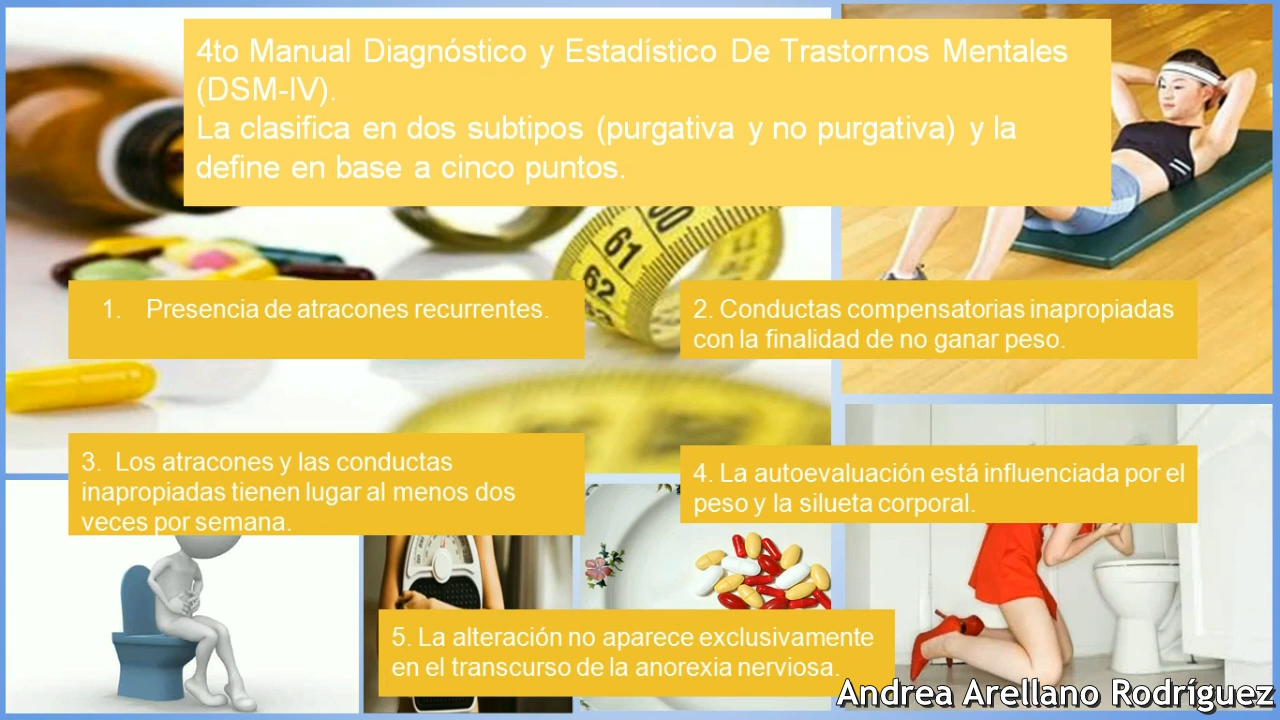 4to Manual Diagnóstico y Estadístico De Trastornos Mentales
(DSM-IV).
La clasifica en dos subtipos (purgativa y no purgativa) y la
define en base a cinco puntos.
61
62
1. Presencia de atracones recurrentes.
2. Conductas compensatorias inapropiadas
con la finalidad de no ganar peso.
3. Los atracones y las conductas
inapropiadas tienen lugar al menos dos
veces por semana.
4. La autoevaluación está influenciada por el
peso y la silueta corporal.
5. La alteración no aparece exclusivamente
en el transcurso de la anorexia nerviosa.
Andrea Arellano Rodríguez